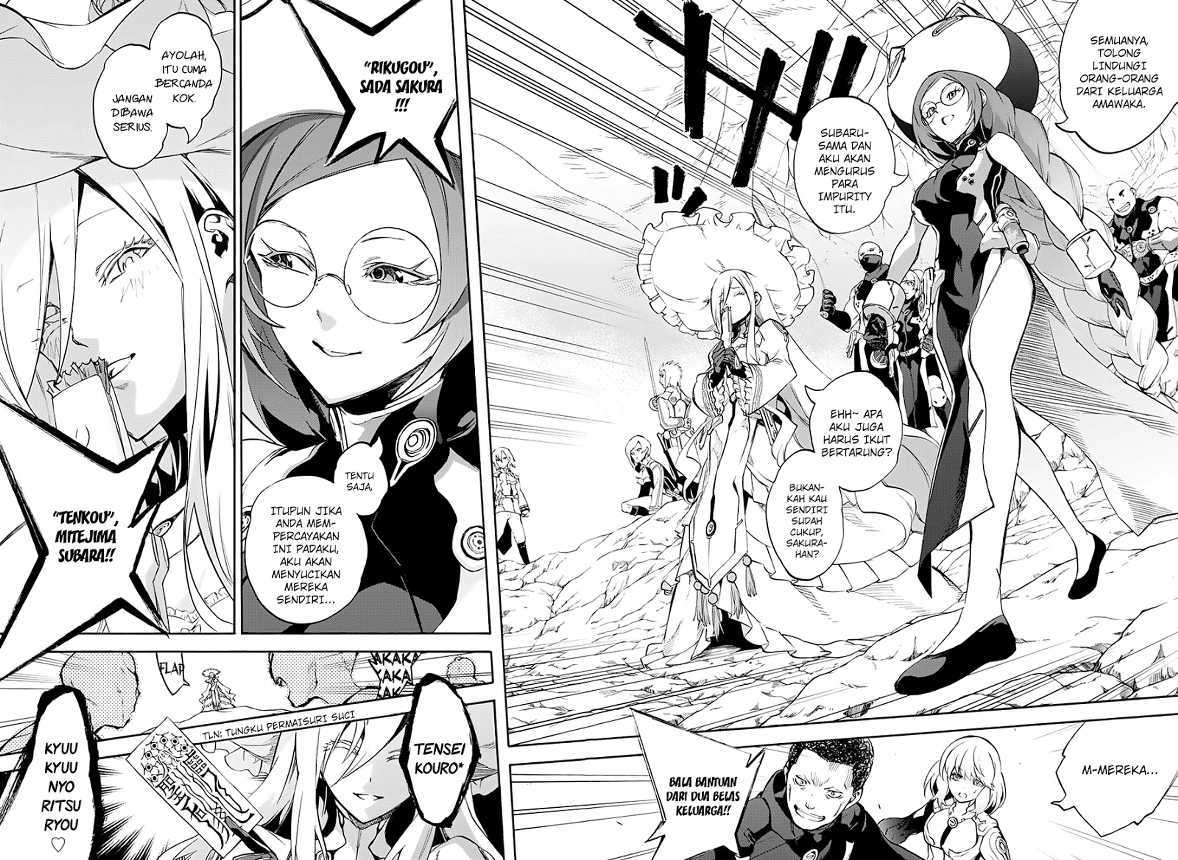 SEMUANYA,
TOLONG
LINDUNGI
ORANG-ORANG
DARI KELUARGA
AMAWAKA.
SUBARU-
SAMA DAN
AKU AKAN
MENGURUS
PARA
IMPURITY
ITU.
EHH~ APA
AKU JUGA
HARUS IKUT
BERTARUNG?
BUKAN-
KAH KAU
SENDIRI
SUDAH
CUKUP,
SAKURA-
HAN?
M-MEREKA...
BALA BANTUAN
DARI DUA BELAS
KELUARGA!!
"RIKUGOU",
SADA SAKURA
!!!
TENTU
SAJA,
ITUPUN JIKA
ANDA MEM-
PERCAYAKAN
INI PADAKU,
AKU AKAN
MENYUCIKAN
MEREKA
SENDIRI...
AYOLAH,
ITU CUMA
BERCANDA
KOK.
JANGAN
DIBAWA
SERIUS.
"TENKOU",
MITEJIMA
SUBARA!!
AKAKA
AKAKA
AKAKA
FLAP
TENSEI
KOURO*
TLN: TUNGKU PERMAISURI SUCI
KYUU
KYUU
NYO
RITSU
RYOU
♡